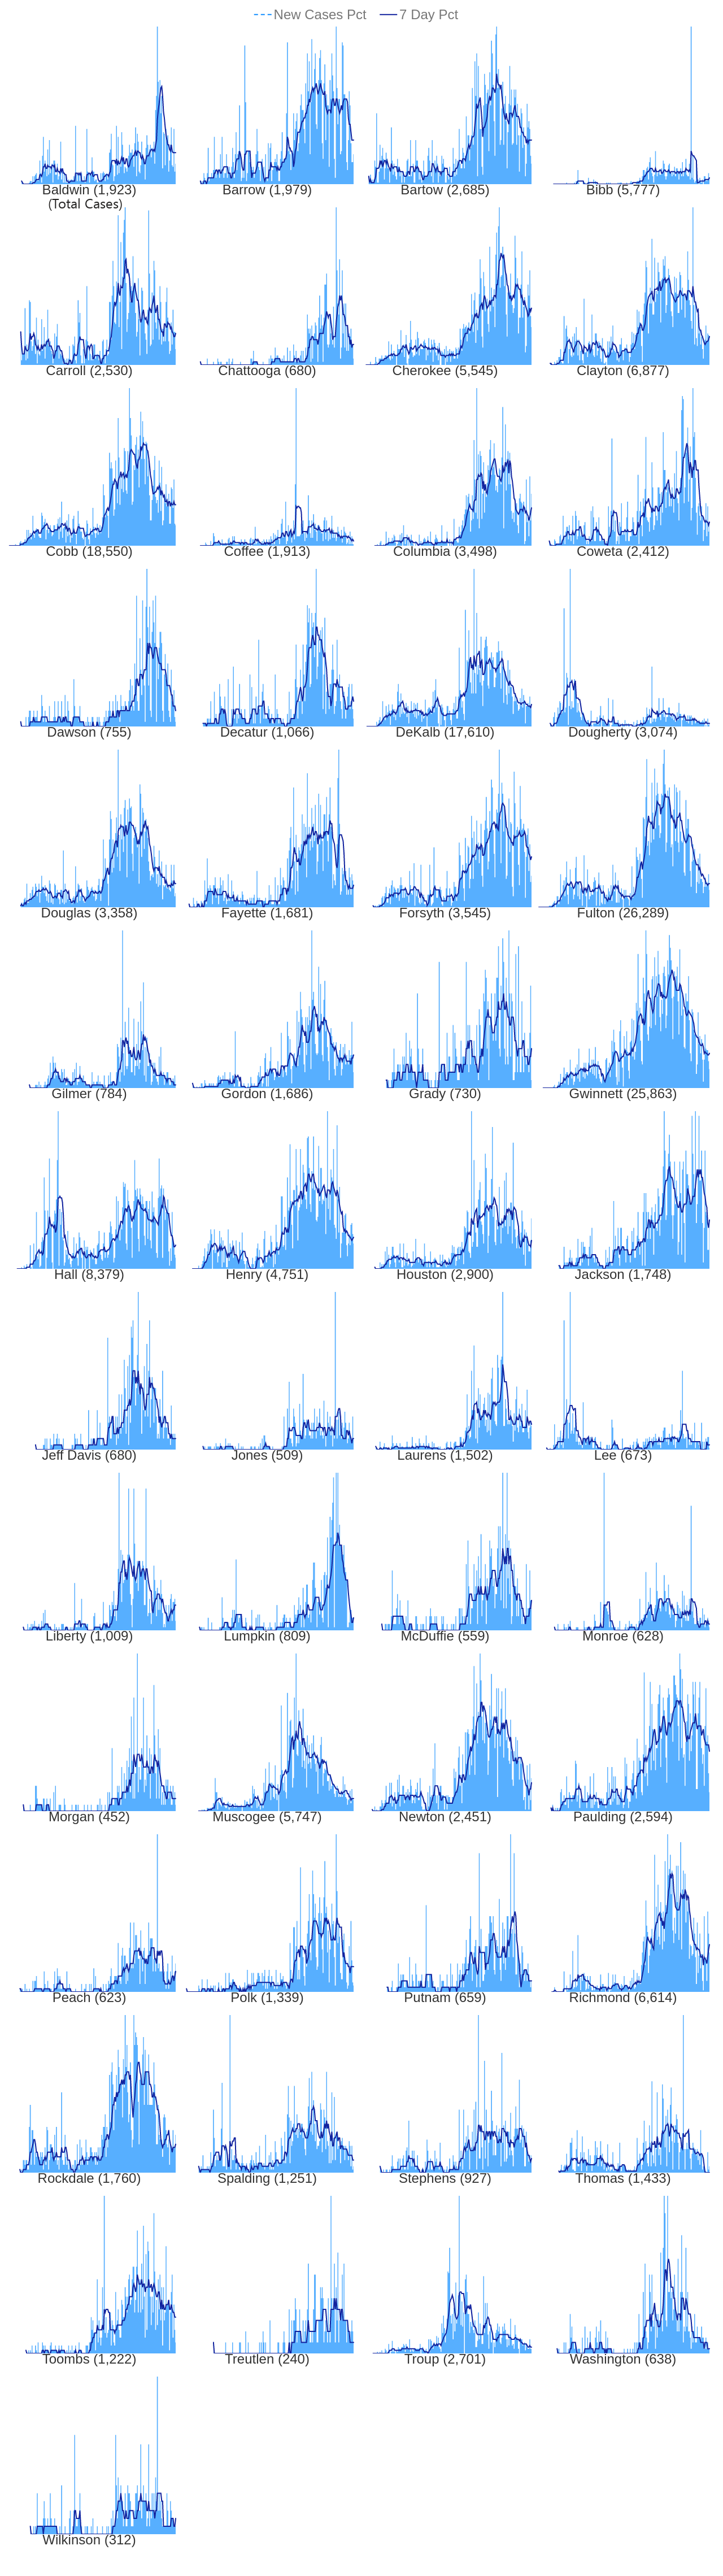 New Cases Pct 7 Day Pct
Baldwin (1,923) Barrow (1,979) Bartow (2,685) Bibb (5,777)
(Total Cases)
Carroll (2,530) Chattooga (680) Cherokee (5,545) Clayton (6,877)
Cobb (18,550) Coffee (1,913) Columbia (3,498) Coweta (2,412)
Dawson (755) Decatur (1,066) DeKalb (17,610) Dougherty (3,074)
Douglas (3,358) Fayette (1,681) Forsyth (3,545) Fulton (26,289)
Gilmer (784) Gordon (1,686) Grady (730) Gwinnett (25,863)
Hall (8,379) Henry (4,751) Houston (2,900) Jackson (1,748)
Jeff Davis (680) Jones (509) Laurens (1,502) Lee (673)
Liberty (1,009) Lumpkin (809) McDuffie (559) Monroe (628)
Morgan (452) Muscogee (5,747) Newton (2,451) Paulding (2,594)
Peach (623) Polk (1,339) Putnam (659) Richmond (6,614)
Rockdale (1,760) Spalding (1,251) Stephens (927) Thomas (1,433)
Toombs (1,222) Treutlen (240) Troup (2,701) Washington (638)
Wilkinson (312)